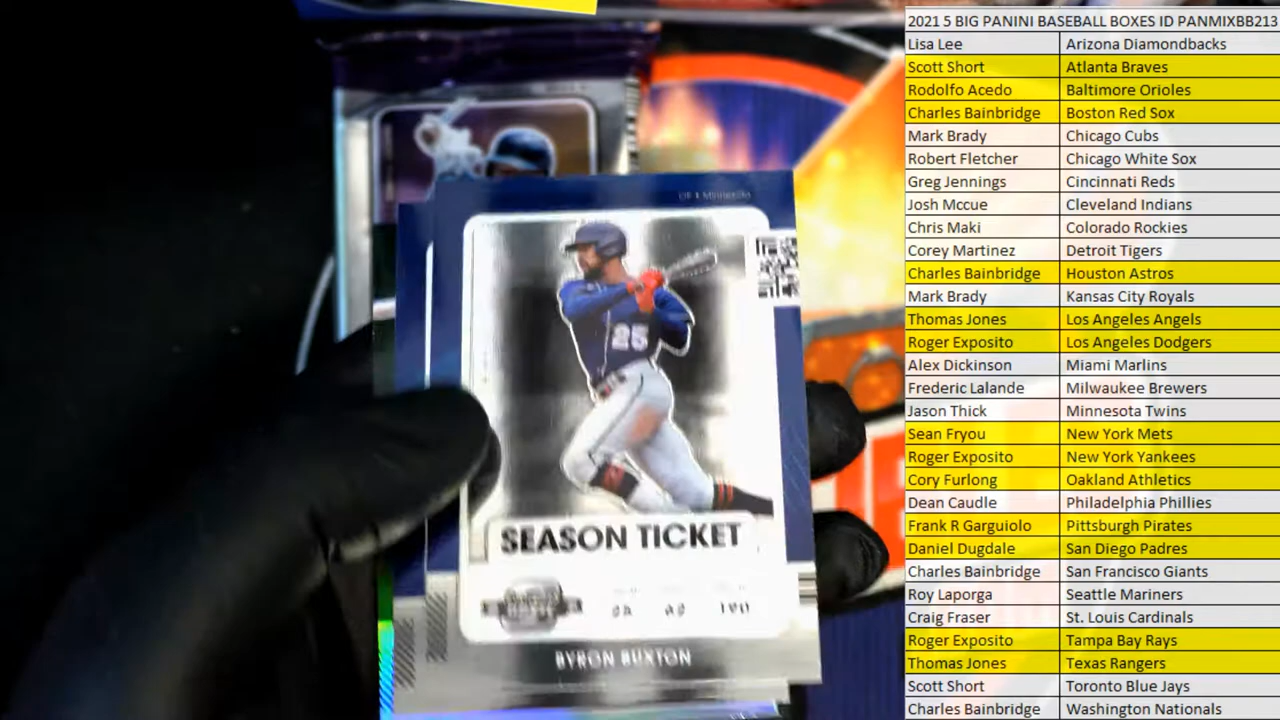 25
SEASON TICKET
BYRON BUXTON
2021 5 BIG PANINI BASEBALL BOXES ID PANMIXBB213
Lisa Lee Arizona Diamondbacks
Scott Short Atlanta Braves
Rodolfo Acedo Baltimore Orioles
Charles Bainbridge Boston Red Sox
Mark Brady Chicago Cubs
Robert Fletcher Chicago White Sox
Greg Jennings Cincinnati Reds
Josh Mccue Cleveland Indians
Chris Maki Colorado Rockies
Corey Martinez Detroit Tigers
Charles Bainbridge Houston Astros
Mark Brady Kansas City Royals
Thomas Jones Los Angeles Angels
Roger Exposito Los Angeles Dodgers
Alex Dickinson Miami Marlins
Frederic Lalande Milwaukee Brewers
Jason Thick Minnesota Twins
Sean Fryou New York Mets
Roger Exposito New York Yankees
Cory Furlong Oakland Athletics
Dean Caudle Philadelphia Phillies
Frank R Garguiolo Pittsburgh Pirates
Daniel Dugdale San Diego Padres
Charles Bainbridge San Francisco Giants
Roy Laporga Seattle Mariners
Craig Fraser St. Louis Cardinals
Roger Exposito Tampa Bay Rays
Thomas Jones Texas Rangers
Scott Short Toronto Blue Jays
Charles Bainbridge Washington Nationals